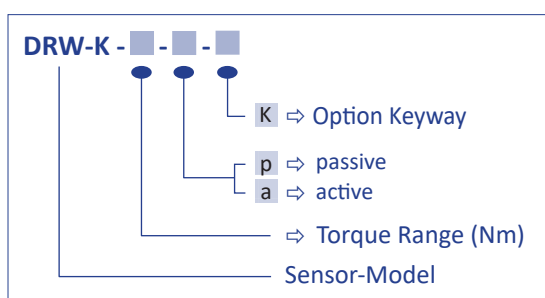 DRW-K - - -
K ⇨ Option Keyway
p ⇨ passive
a ⇨ active
⇨ Torque Range (Nm)
Sensor-Model